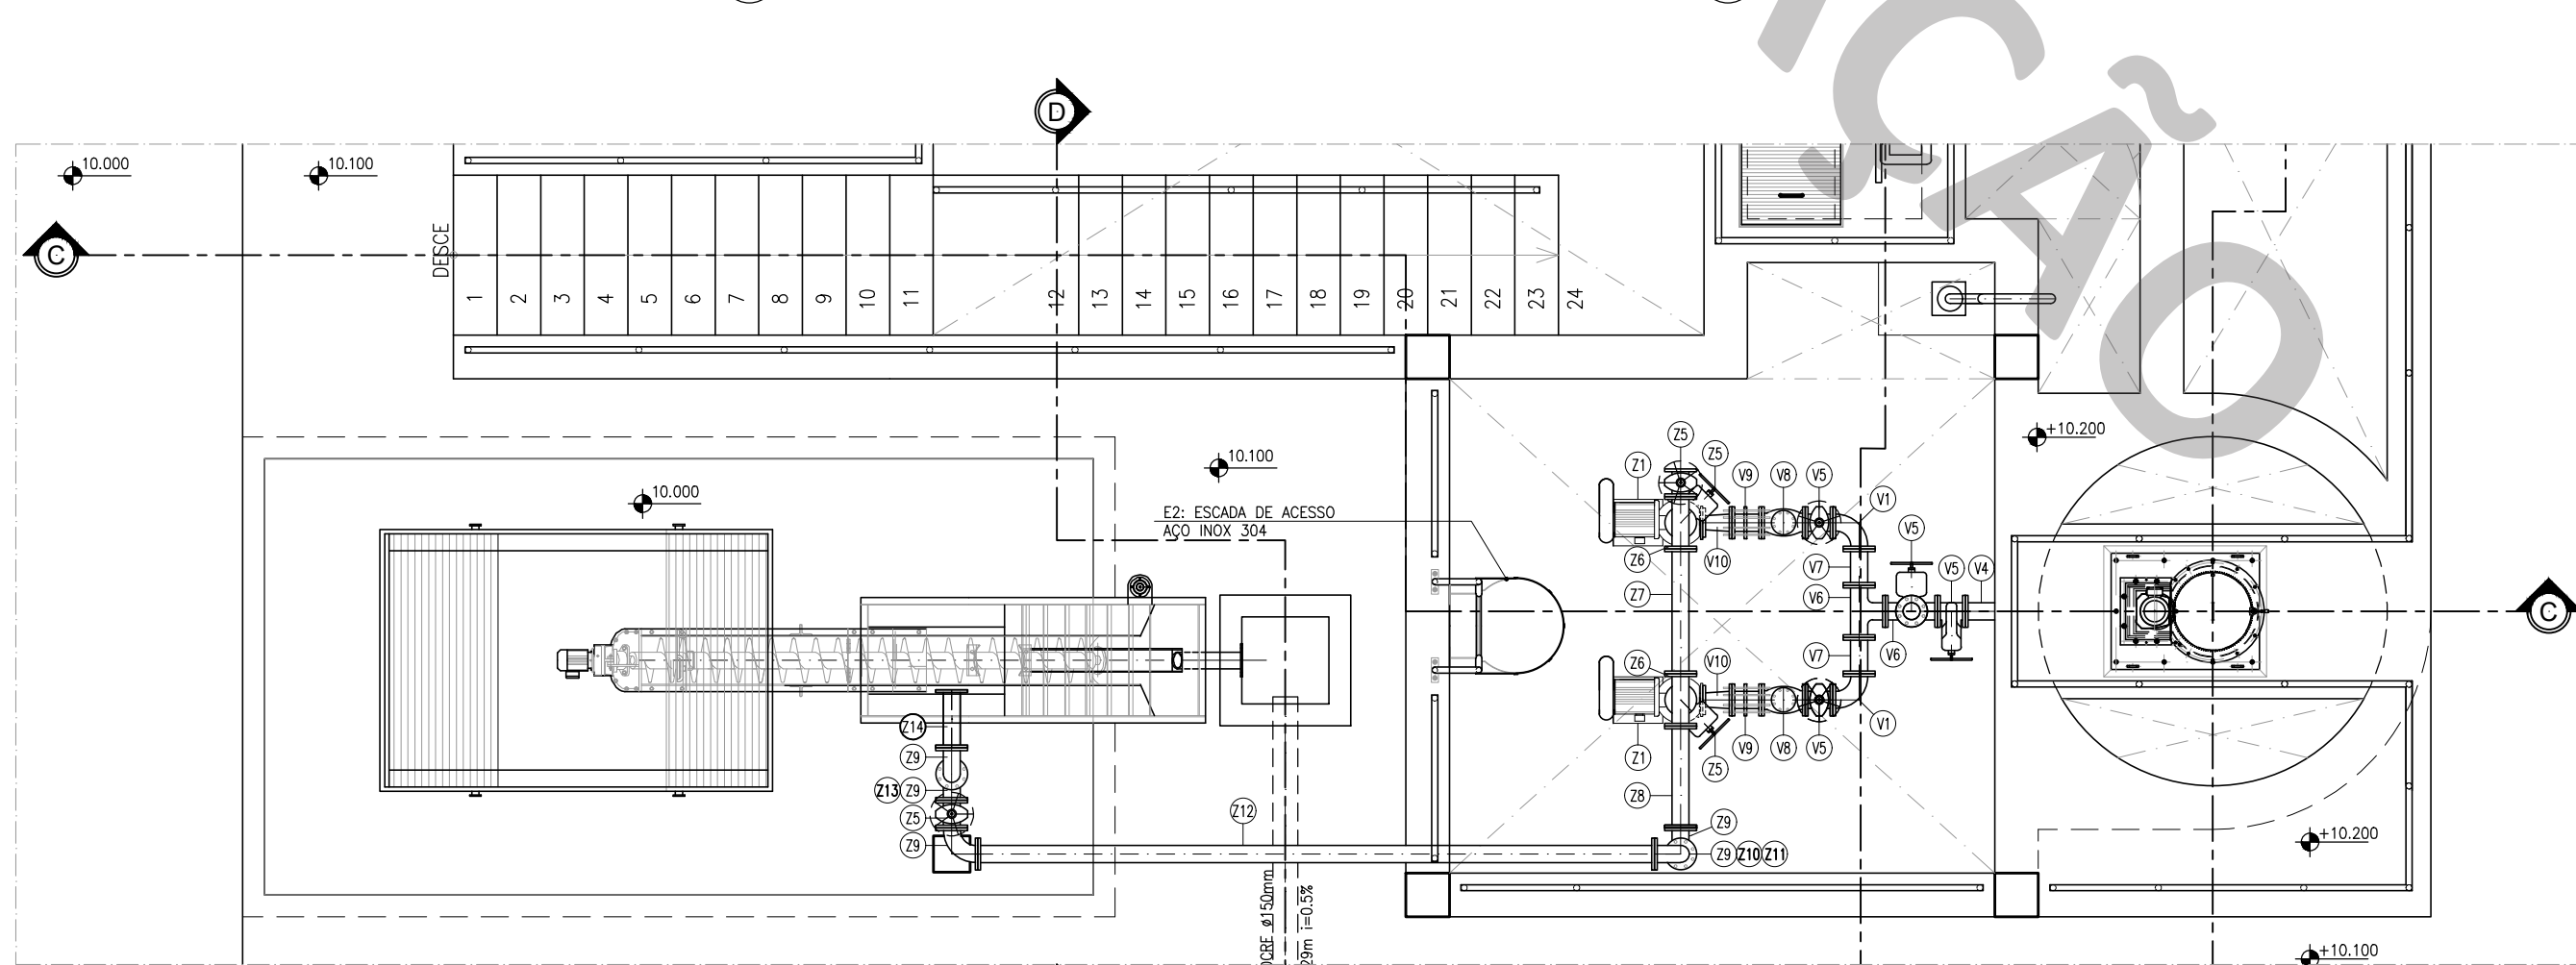 ÇÃO
D
10.000
10.100
C
DESCE
1
2
3
4
5
6
7
8
9
10
11
12
13
14
15
16
17
18
19
20
21
22
23
24
10.100
10.000
+10.200
E2: ESCADA DE ACESSO
AÇO INOX 304
Z5
Z1
Z5
V9
V8
V5
V1
V5
Z6
V10
V7
V5
V4
Z7
V6
V6
Z6
V10
V7
Z1
Z5
V9
V8
V5
V1
C
Z14
Z9
Z13
Z9
Z5
Z9
Z12
Z8
Z9
Z9
Z10
Z11
+10.200
OCRE ø150mm
29m i=0.5%
+10.100